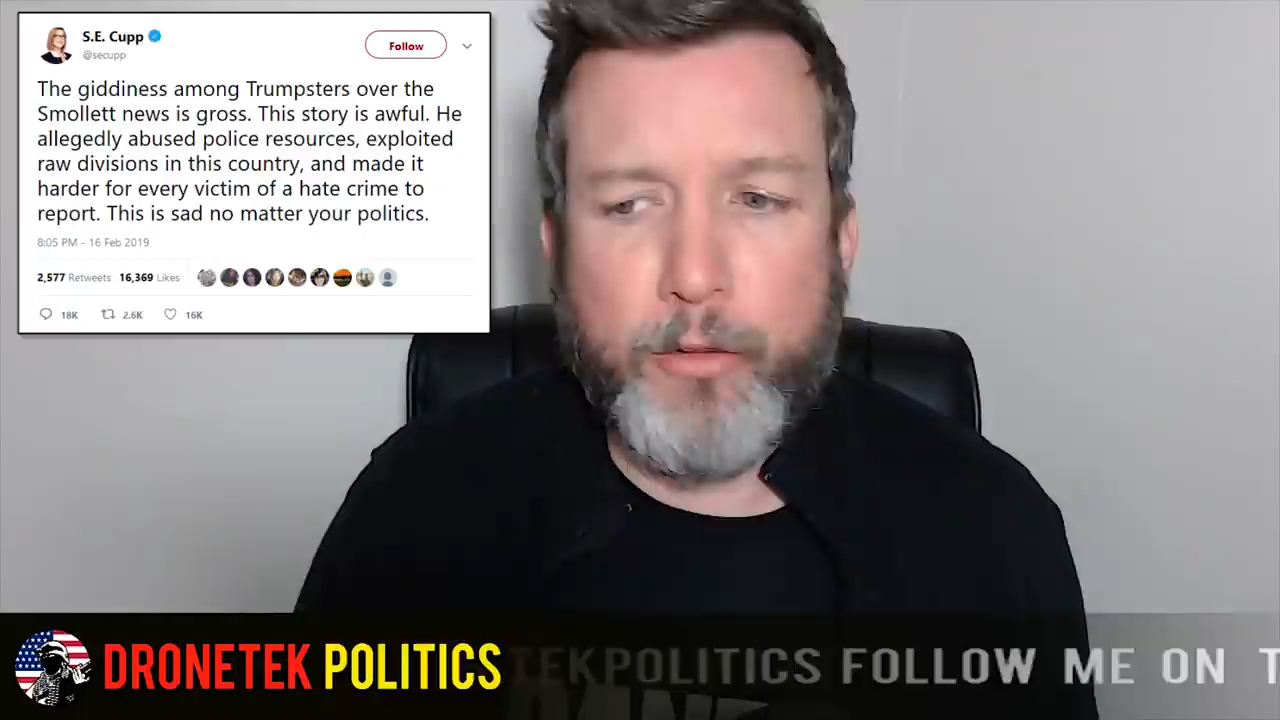 S.E. Cupp
@secupp
Follow
The giddiness among Trumpsters over the
Smollett news is gross. This story is awful. He
allegedly abused police resources, exploited
raw divisions in this country, and made it
harder for every victim of a hate crime to
report. This is sad no matter your politics.
8:05 PM - 16 Feb 2019
2,577 Retweets 16,369 Likes
18K 2.6K 16K
DRONETEK POLITICS
TEKPOLITICS FOLLOW ME ON T